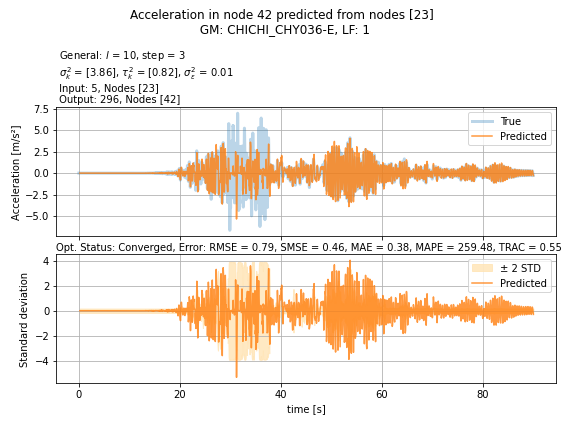 Acceleration in node 42 predicted from nodes [23]
GM: CHICHI_CHY036-E, LF: 1
General: l = 10, step = 3
σ²ₖ = [3.86], τ²ₖ = [0.82], σ²ε = 0.01
Input: 5, Nodes [23]
Output: 296, Nodes [42]
7.5
5.0
2.5
0.0
−2.5
−5.0
Acceleration [m/s²]
True
Predicted
Opt. Status: Converged, Error: RMSE = 0.79, SMSE = 0.46, MAE = 0.38, MAPE = 259.48, TRAC = 0.55
4
2
0
−2
−4
Standard deviation
± 2 STD
Predicted
0 20 40 60 80
time [s]